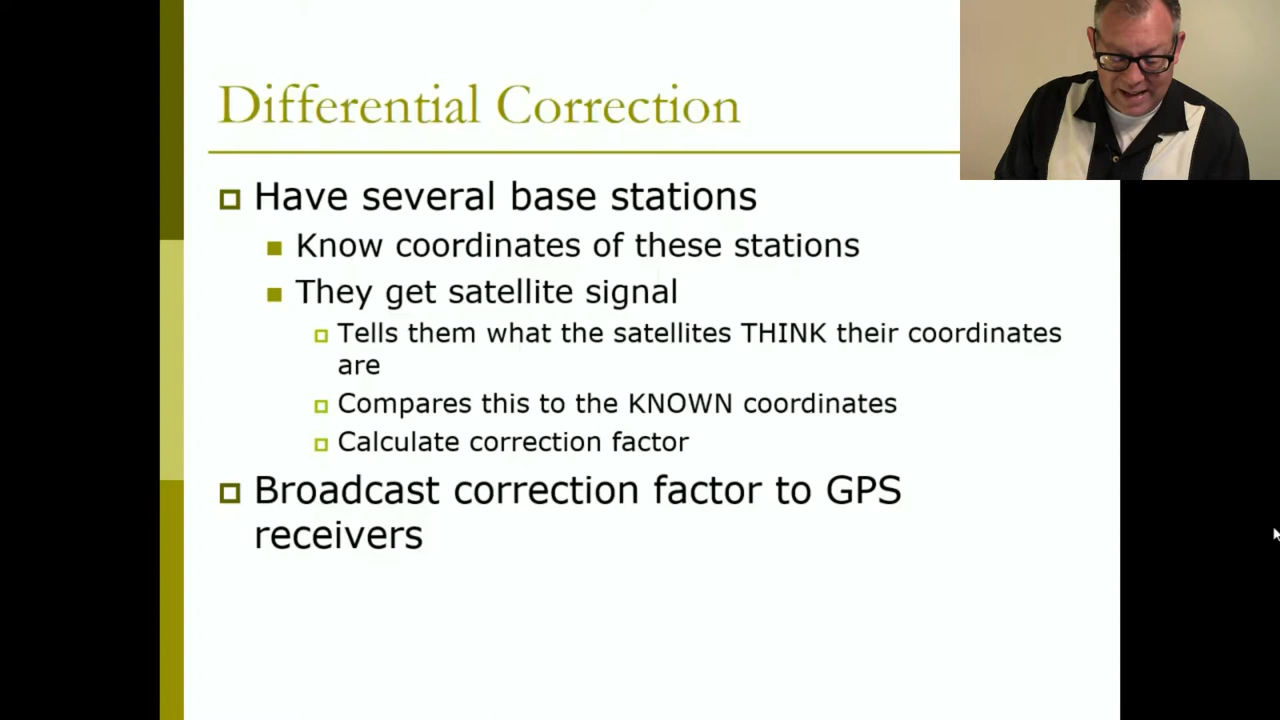 Differential Correction
Have several base stations
Know coordinates of these stations
They get satellite signal
Tells them what the satellites THINK their coordinates
are
Compares this to the KNOWN coordinates
Calculate correction factor
Broadcast correction factor to GPS
receivers